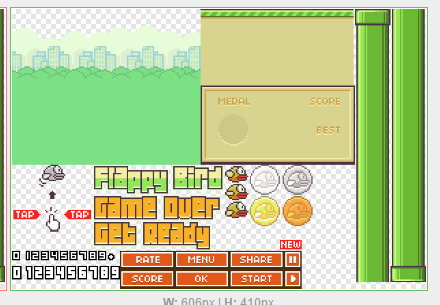 MEDAL SCORE
BEST
Flappy Bird
TAP TAP
Game Over
Get Ready
NEW
0123456789
RATE MENU SHARE
0123456789
SCORE OK START
W: 606px | H: 410px